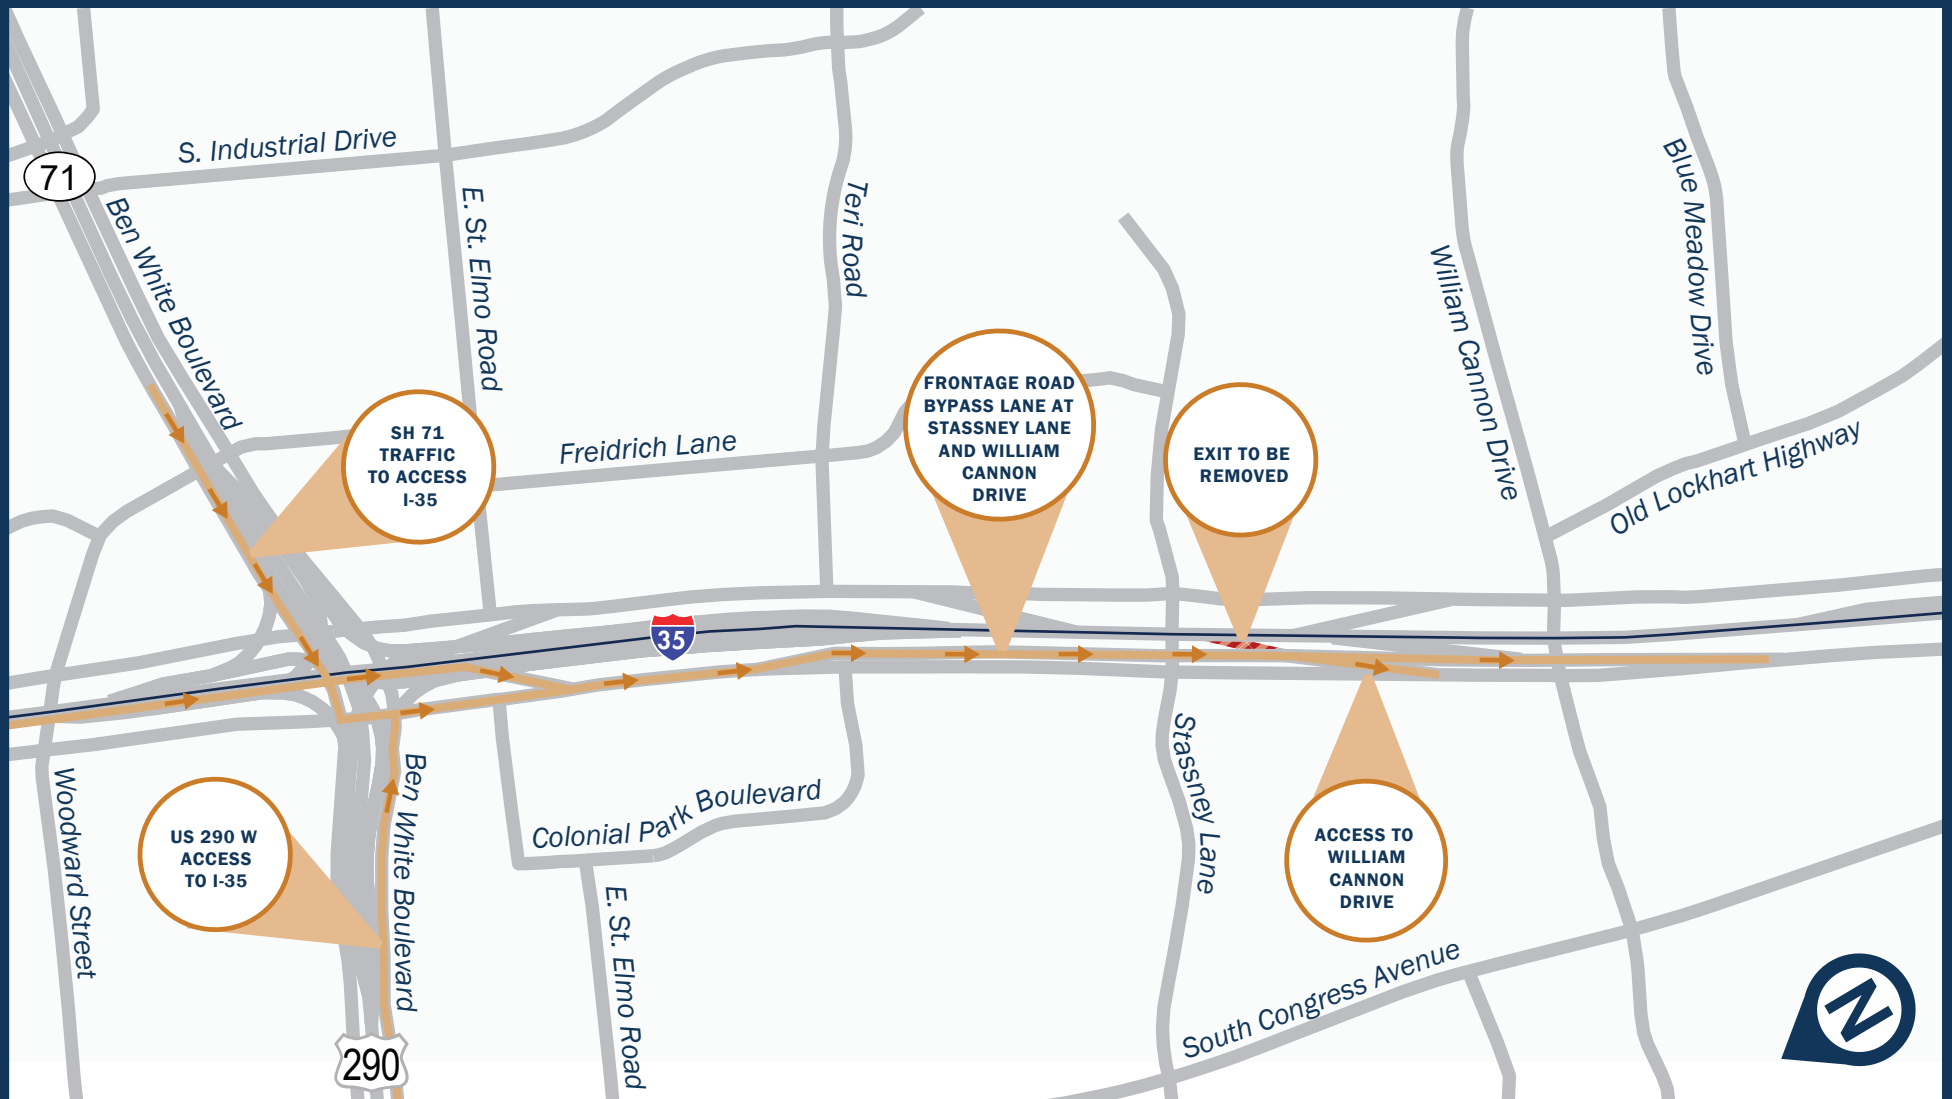 71
S. Industrial Drive
Ben White Boulevard
E. St. Elmo Road
Teri Road
William Cannon Drive
Blue Meadow Drive
Old Lockhart Highway
Freidrich Lane
SH 71
TRAFFIC
TO ACCESS
I-35
FRONTAGE ROAD
BYPASS LANE AT
STASSNEY LANE
AND WILLIAM
CANNON
DRIVE
EXIT TO BE
REMOVED
35
Woodward Street
US 290 W
ACCESS
TO I-35
Ben White Boulevard
290
Colonial Park Boulevard
E. St. Elmo Road
Stassney Lane
ACCESS TO
WILLIAM
CANNON
DRIVE
South Congress Avenue
N